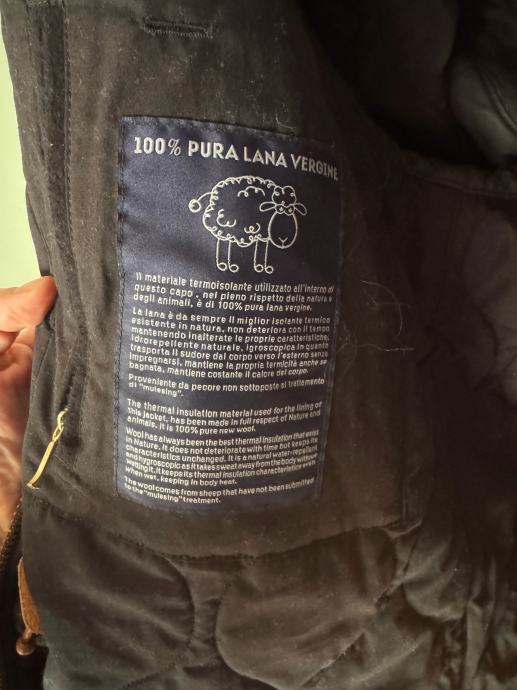 100% PURA LANA VERGINE
Il materiale termoisolante utilizzato all'interno di
questo capo , nel pieno rispetto della natura e
degli animali, è di 100% pura lana vergine.
La lana è da sempre il miglior isolante termico
esistente in natura, non deteriora con il tempo
mantenendo inalterate le proprie caratteristiche,
idrorepellente naturale, igroscopica in quanto
trasporta il sudore dal corpo verso l'esterno senza
impregnarsi, mantiene la propria termicità anche se
bagnata, mantiene costante il calore del corpo.
Proveniente da pecore non sottoposte al trattamento
di "mulesing".
The thermal insulation material used for the lining of
this jacket, has been made in full respect of Nature and
animals. It is 100% pure new wool.
Wool has always been the best thermal insulation that exist
in Nature. It does not deteriorate with time but keeps its
characteristics unchanged. It is a natural water-repellent
and hygroscopic as it takes sweat away from the body without
wetting it. It keeps its thermal insulation characteristics even
when wet, keeping in body heat.
The wool comes from sheep that have not been submitted
to the "mulesing" treatment.